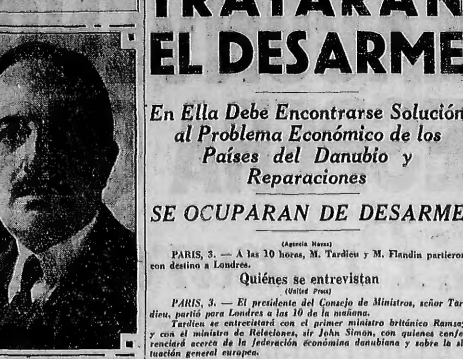 TRATARAN
EL DESARME
En Ella Debe Encontrarse Solución
al Problema Económico de los
Países del Danubio y
Reparaciones
SE OCUPARAN DE DESARME
(Agencia Havas)
PARIS, 3. — A las 10 horas, M. Tardieu y M. Flandin partieron
con destino a Londres.
Quiénes se entrevistan
(United Press)
PARIS, 3. — El presidente del Consejo de Ministros, señor Tar
dieu, partió para Londres a las 10 de la mañana.
Tardieu se entrevistará con el primer ministro británico Ramsay
y con el ministro de Relaciones, sir John Simon, con quienes confe
renciará acerca de la federación económica danubiana y sobre la si
tuación general europea.